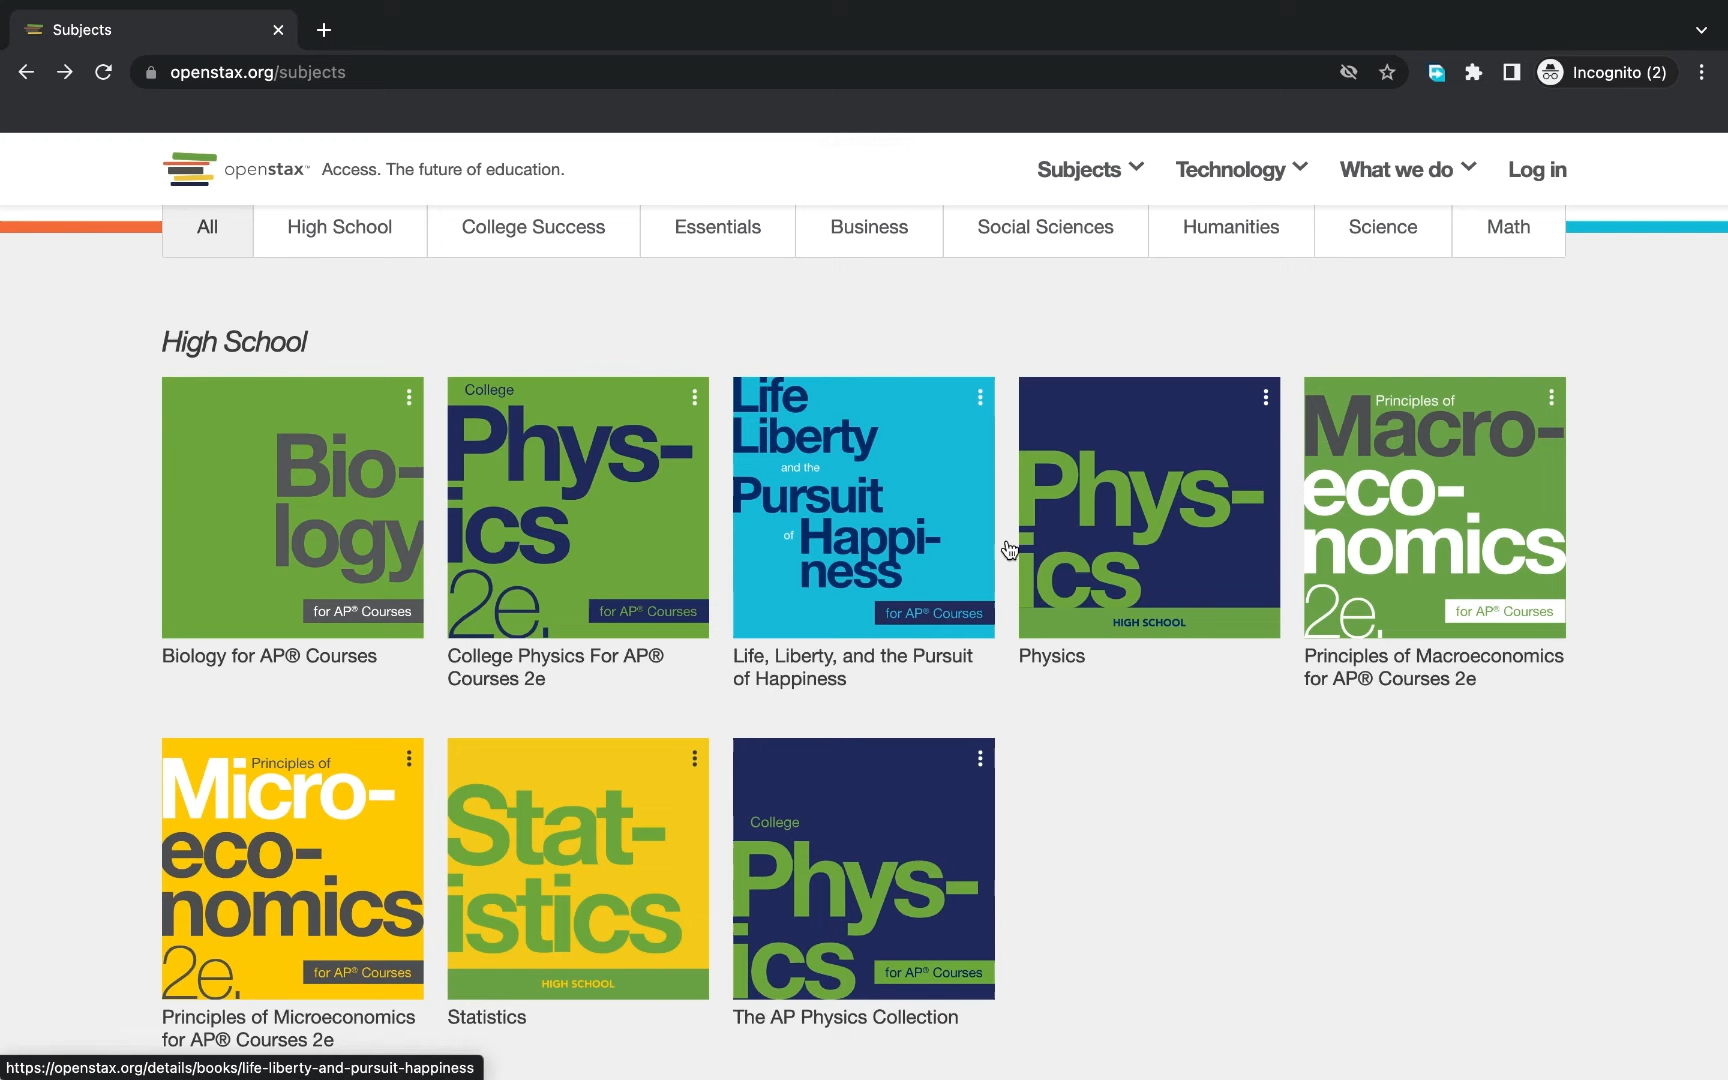 Subjects
openstax.org/subjects
Incognito (2)
openstax™ Access. The future of education.
Subjects Technology What we do Log in
All High School College Success Essentials Business Social Sciences Humanities Science Math
High School
Bio-
logy
for AP® Courses
Biology for AP® Courses
College
Phys-
ics
2e.
for AP® Courses
College Physics For AP®
Courses 2e
Life
Liberty
and the
Pursuit
of Happi-
ness
for AP® Courses
Life, Liberty, and the Pursuit
of Happiness
Phys-
ics
HIGH SCHOOL
Physics
Principles of
Macro-
eco-
nomics
2e.
for AP® Courses
Principles of Macroeconomics
for AP® Courses 2e
Principles of
Micro-
eco-
nomics
2e.
for AP® Courses
Principles of Microeconomics
for AP® Courses 2e
Stat-
istics
HIGH SCHOOL
Statistics
College
Phys-
ics
for AP® Courses
The AP Physics Collection
https://openstax.org/details/books/life-liberty-and-pursuit-happiness